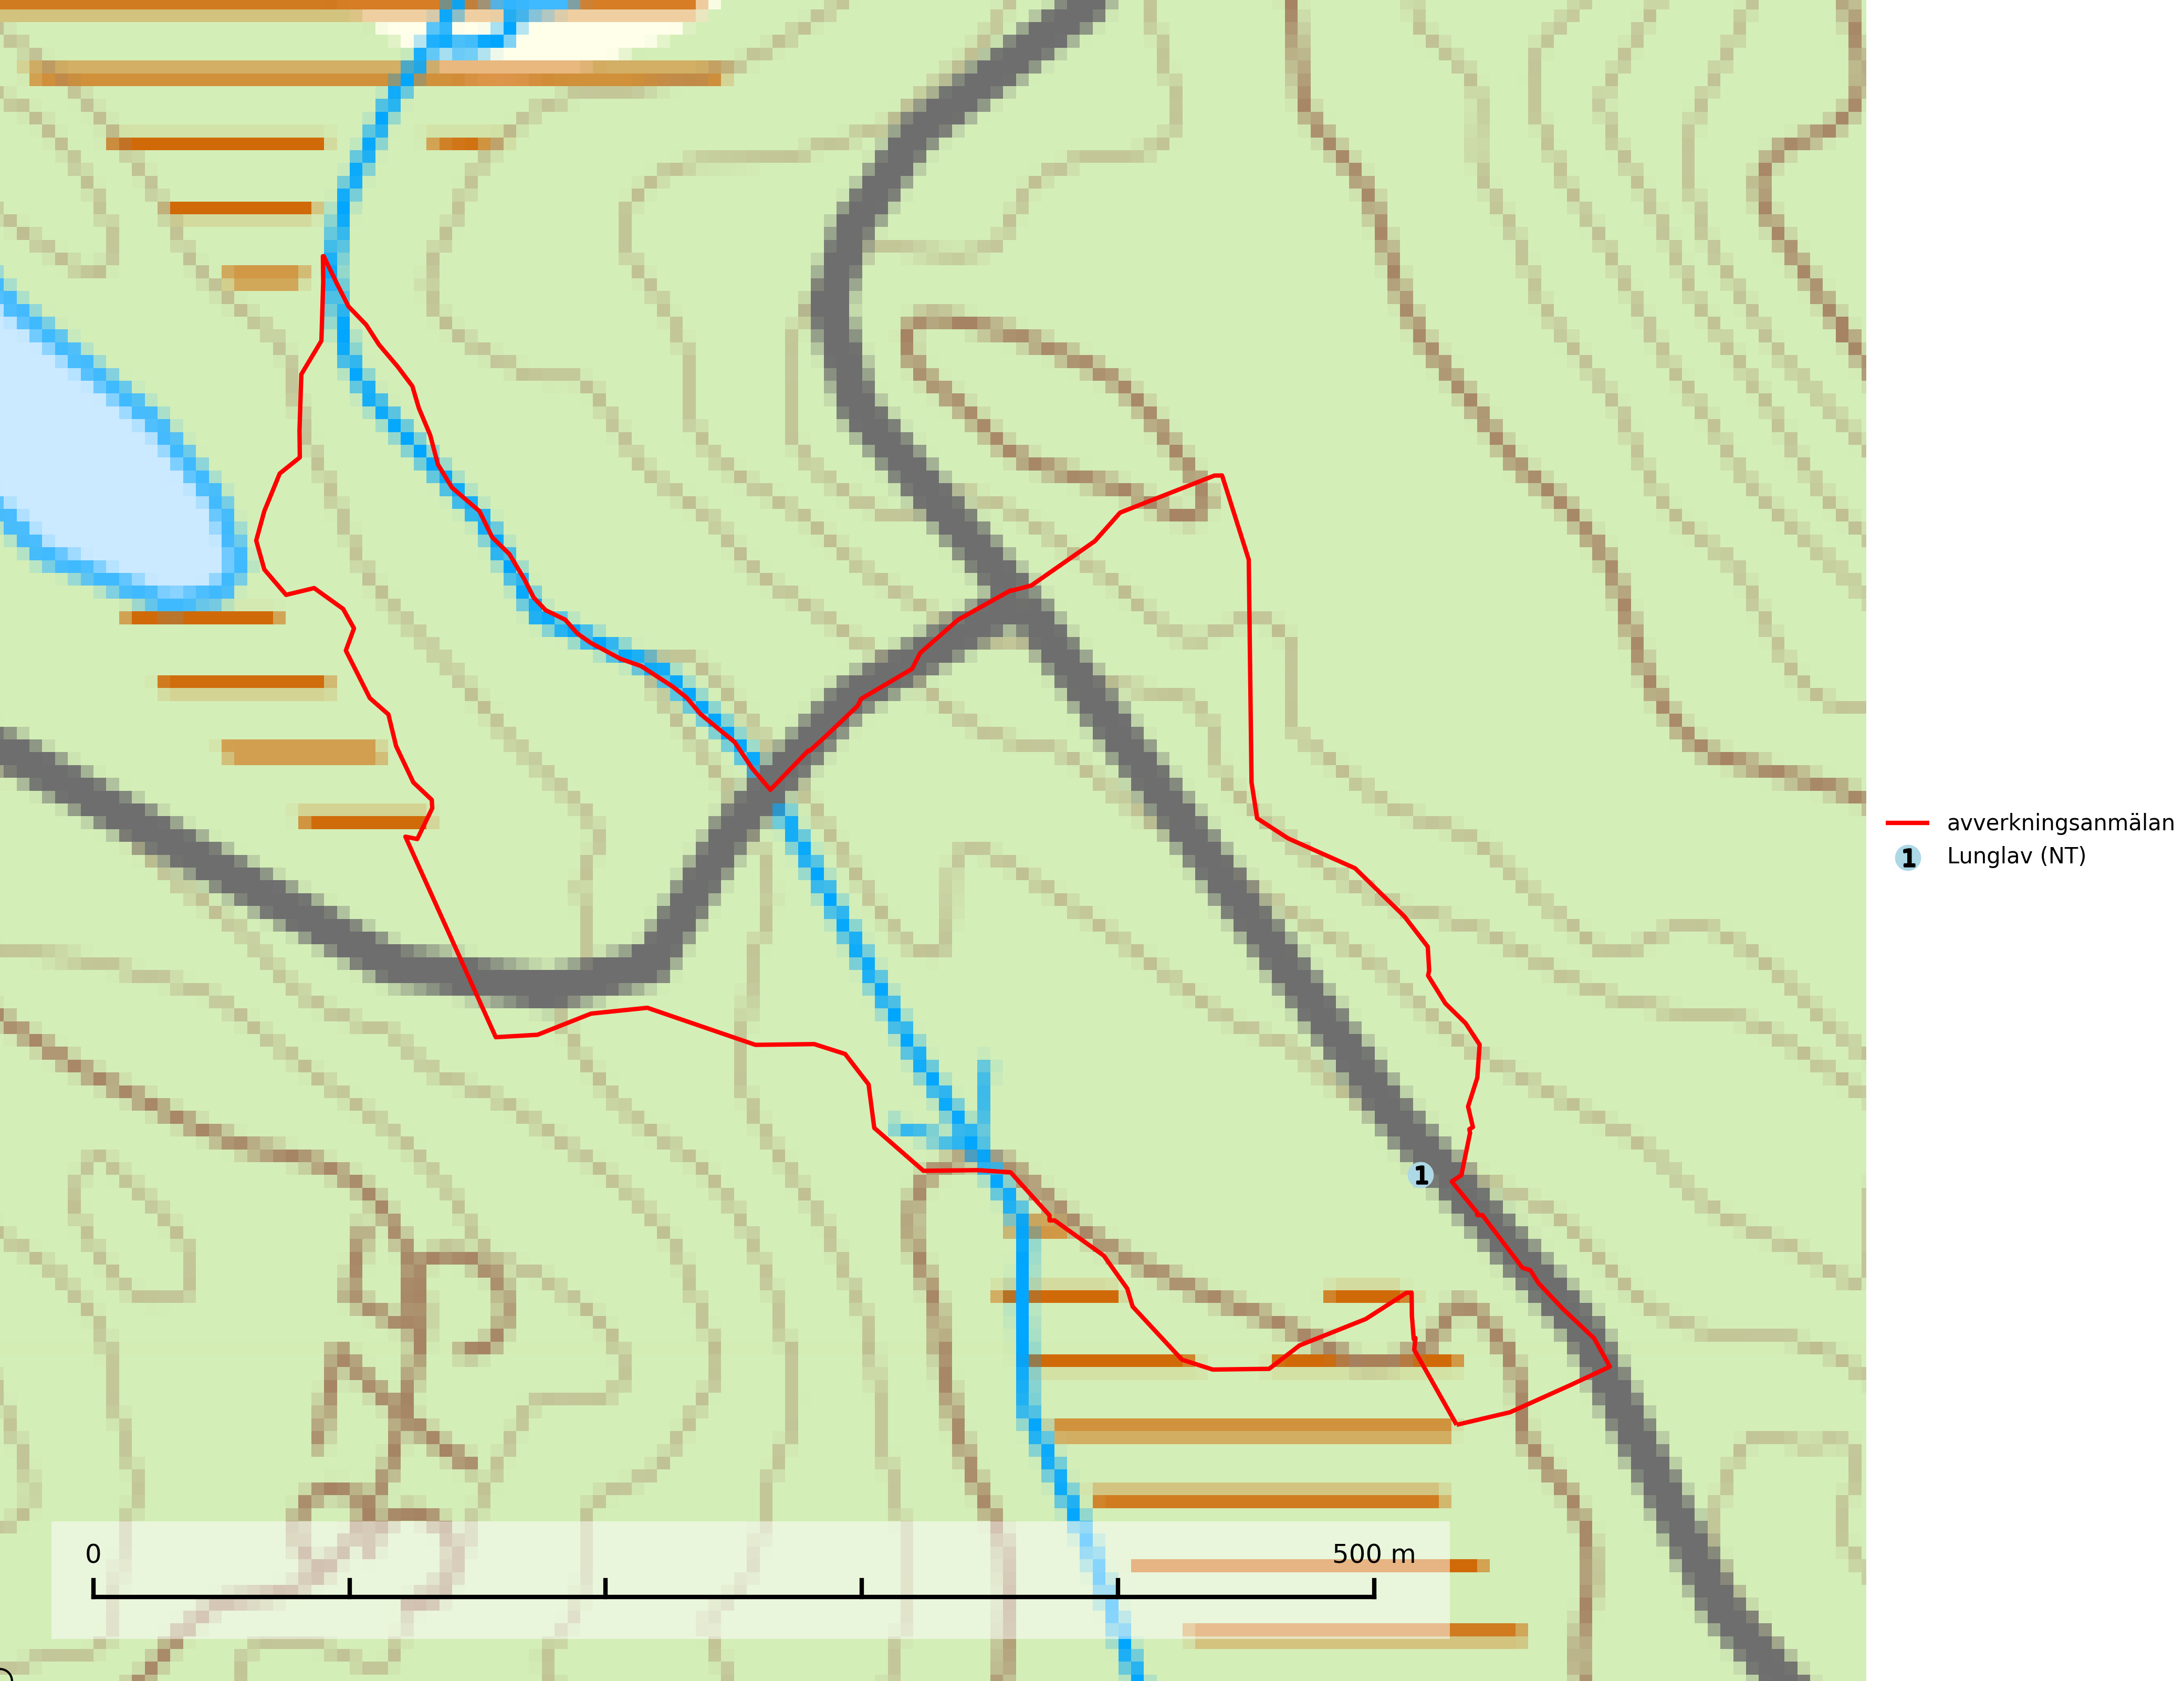 avverkningsanmälan
1 Lunglav (NT)
1
0 500 m